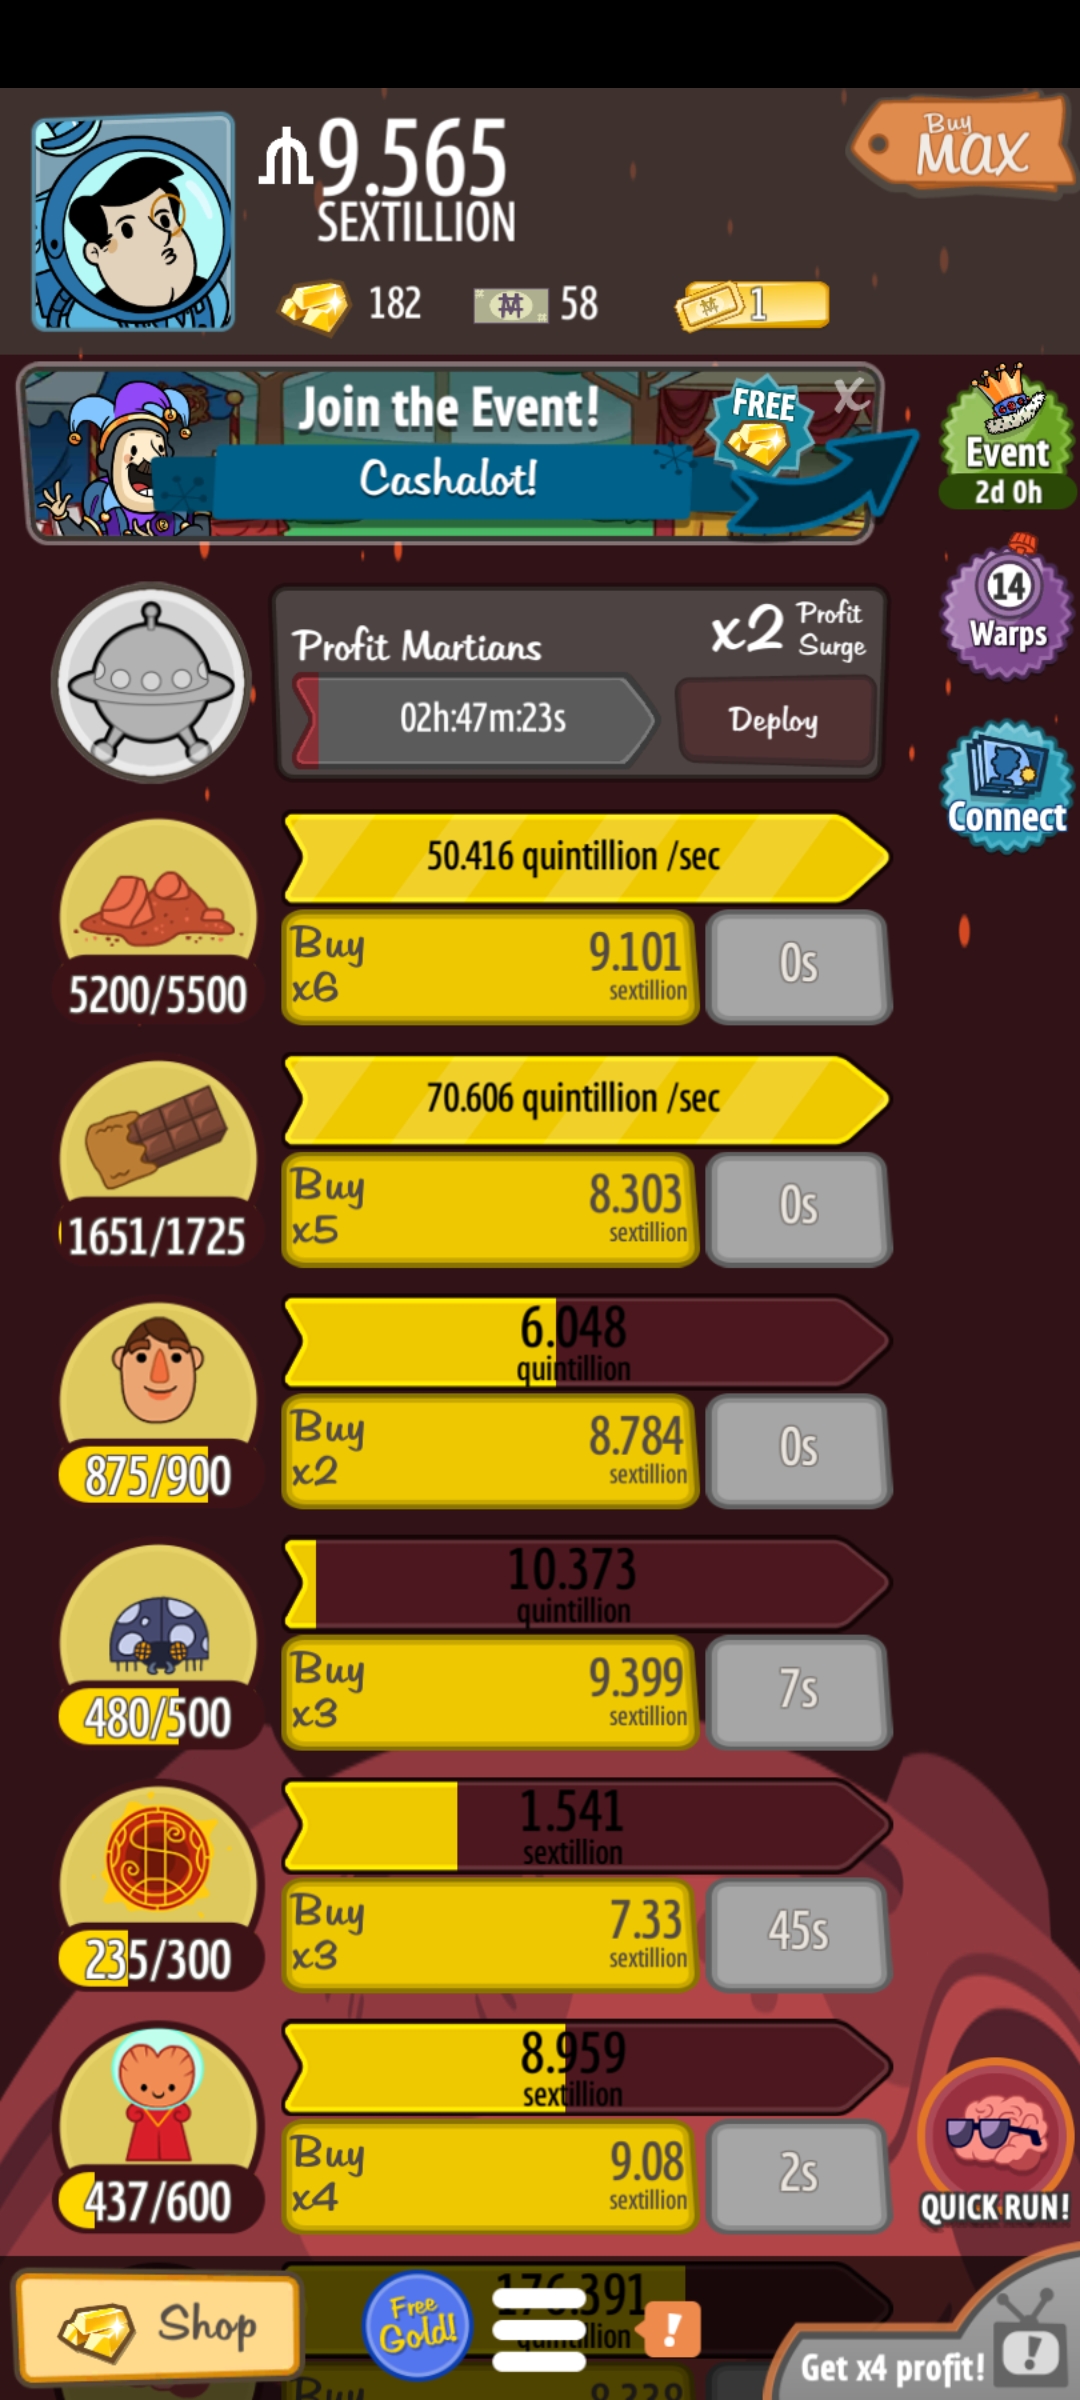 Buy
MAX
9.565
SEXTILLION
182
58
1
Join the Event!
FREE
X
Cashalot!
Event
2d 0h
14
Warps
Connect
Profit Martians
x2 Profit Surge
02h:47m:23s
Deploy
50.416 quintillion /sec
Buy
x6
9.101
sextillion
0s
5200/5500
70.606 quintillion /sec
Buy
x5
8.303
sextillion
0s
1651/1725
6.048
quintillion
Buy
x2
8.784
sextillion
0s
875/900
10.373
quintillion
Buy
x3
9.399
sextillion
7s
480/500
1.541
sextillion
Buy
x3
7.33
sextillion
45s
235/300
8.959
sextillion
Buy
x4
9.08
sextillion
2s
437/600
QUICK RUN!
Shop
Free
Gold!
176.391
!
Get x4 profit!
!
Buy